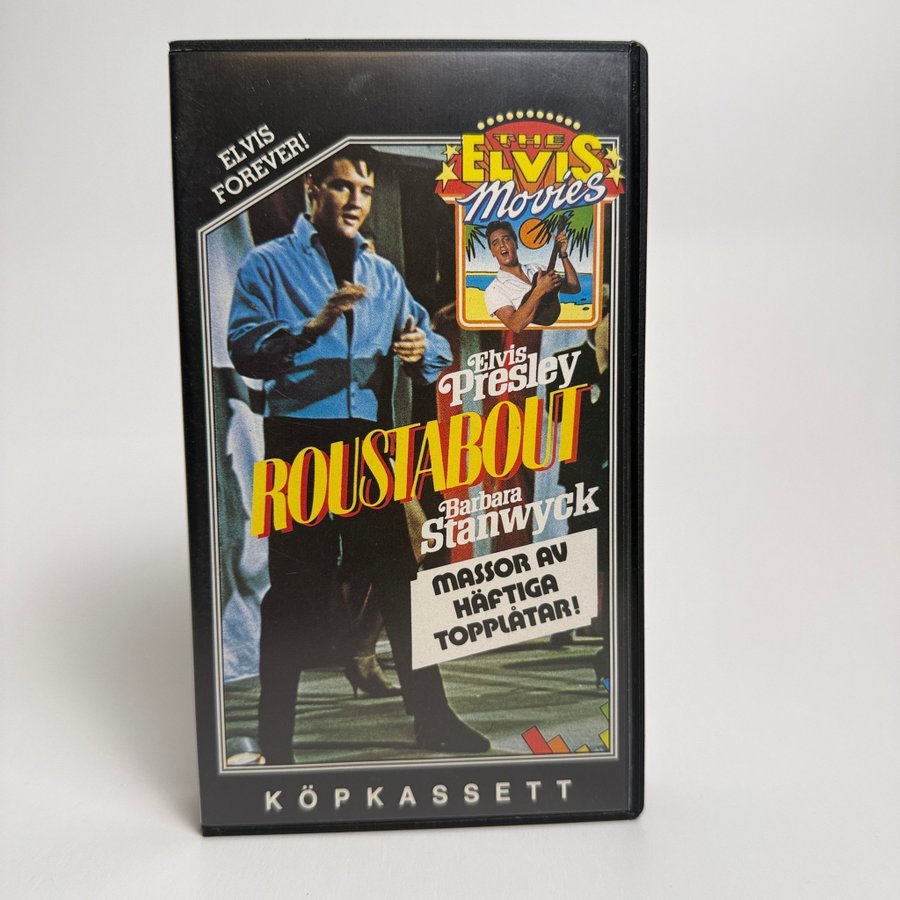 ELVIS
FOREVER!
THE
ELVIS
Movies
Elvis
Presley
ROUSTABOUT
Barbara
Stanwyck
MASSOR AV
HÄFTIGA
TOPPLÅTAR!
KÖPKASSETT